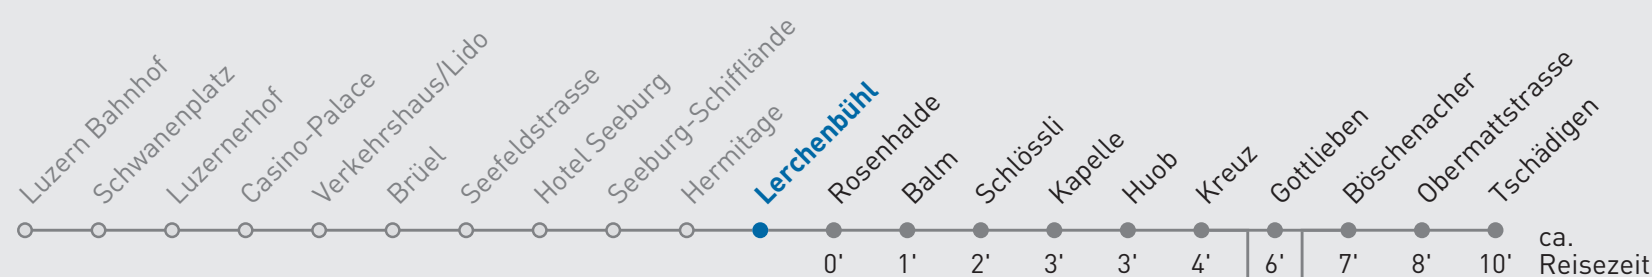 Luzern Bahnhof
Schwanenplatz
Luzernerhof
Casino-Palace
Verkehrshaus/Lido
Brüel
Seefeldstrasse
Hotel Seeburg
Seeburg-Schifflände
Hermitage
Lerchenbühl
Rosenhalde
Balm
Schlössli
Kapelle
Huob
Kreuz
Gottlieben
Böschenacher
Obermattstrasse
Tschädigen
0' 1' 2' 3' 3' 4' 6' 7' 8' 10'
ca.
Reisezeit